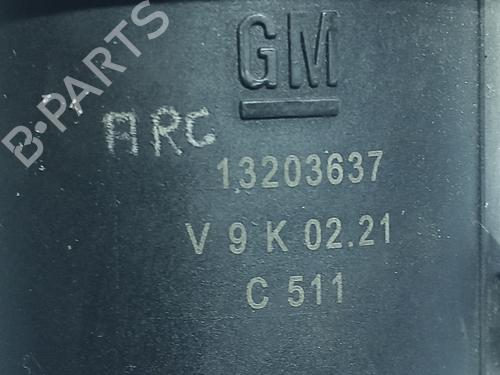 GM
ARC
13203637
V 9 K 02.21
C 511
B-PARTS